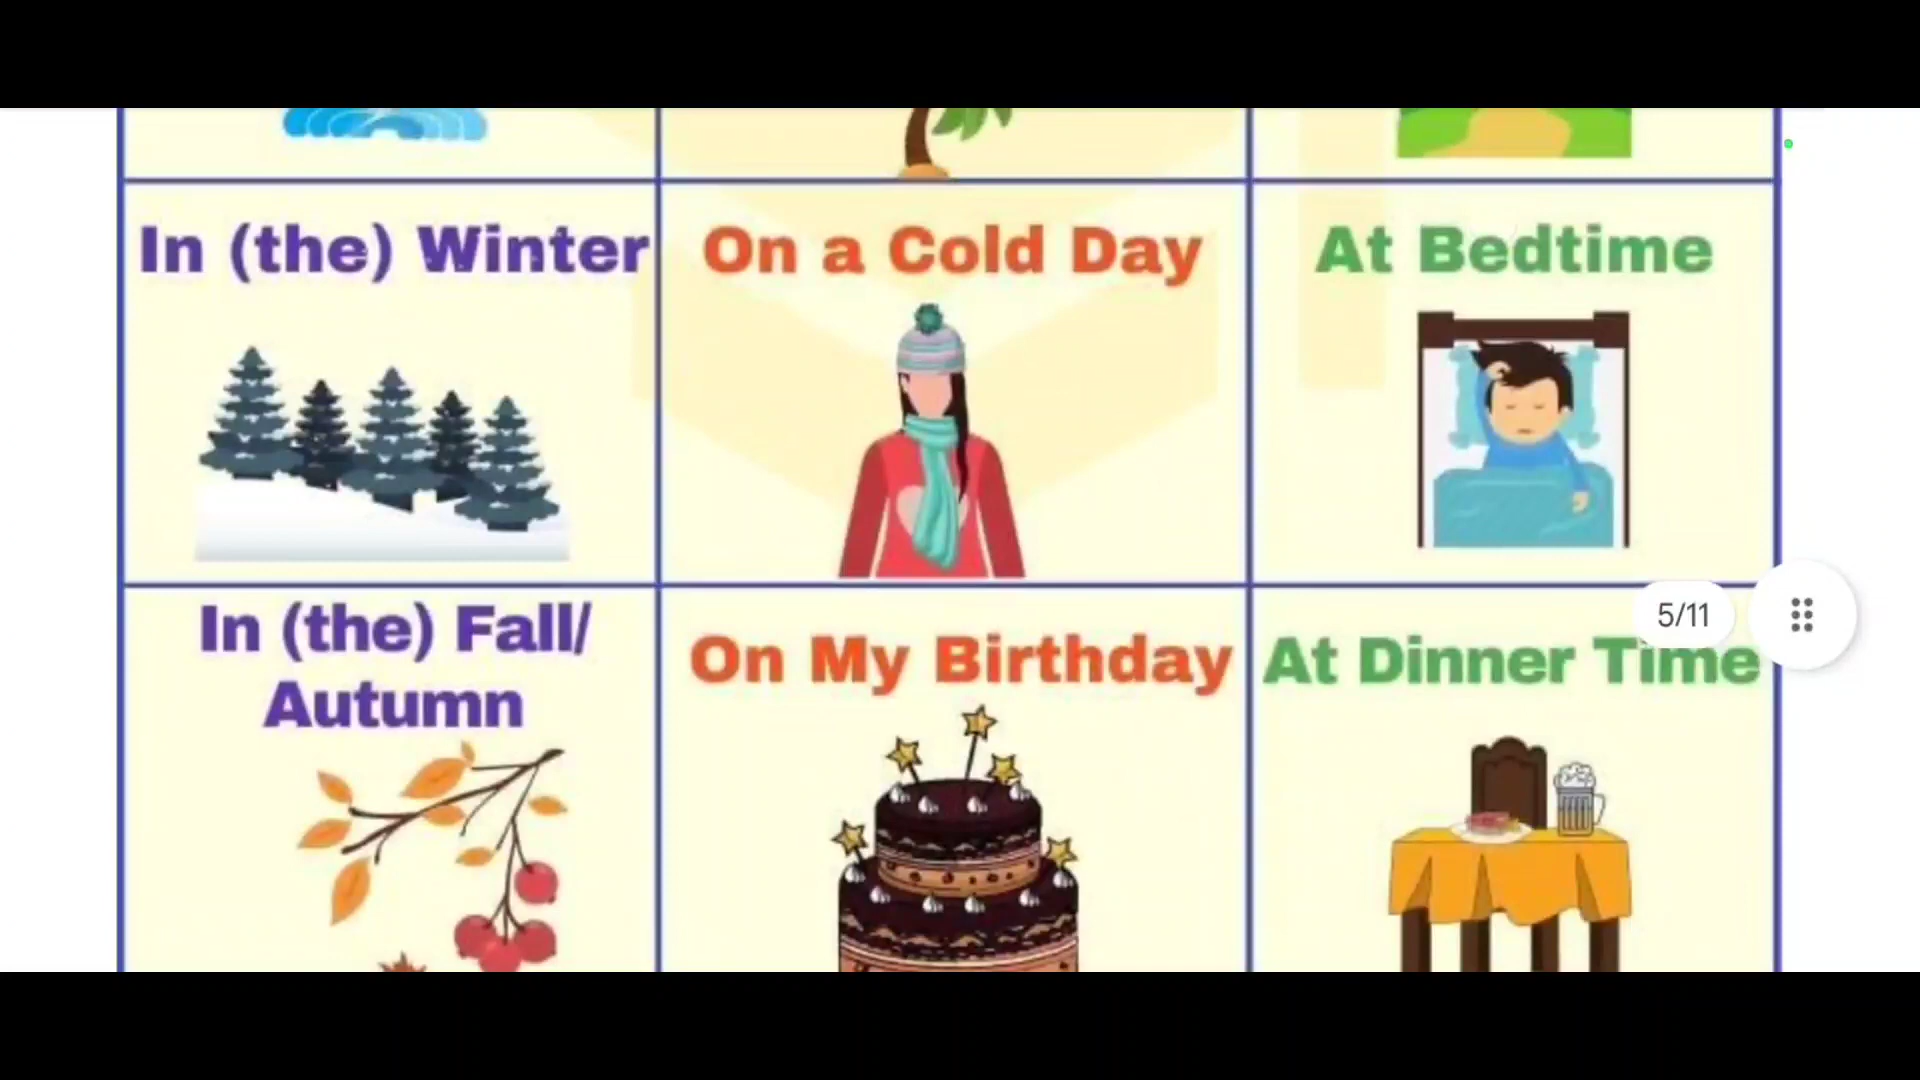 In (the) Winter
On a Cold Day
At Bedtime
In (the) Fall/
Autumn
On My Birthday
At Dinner Time
5/11